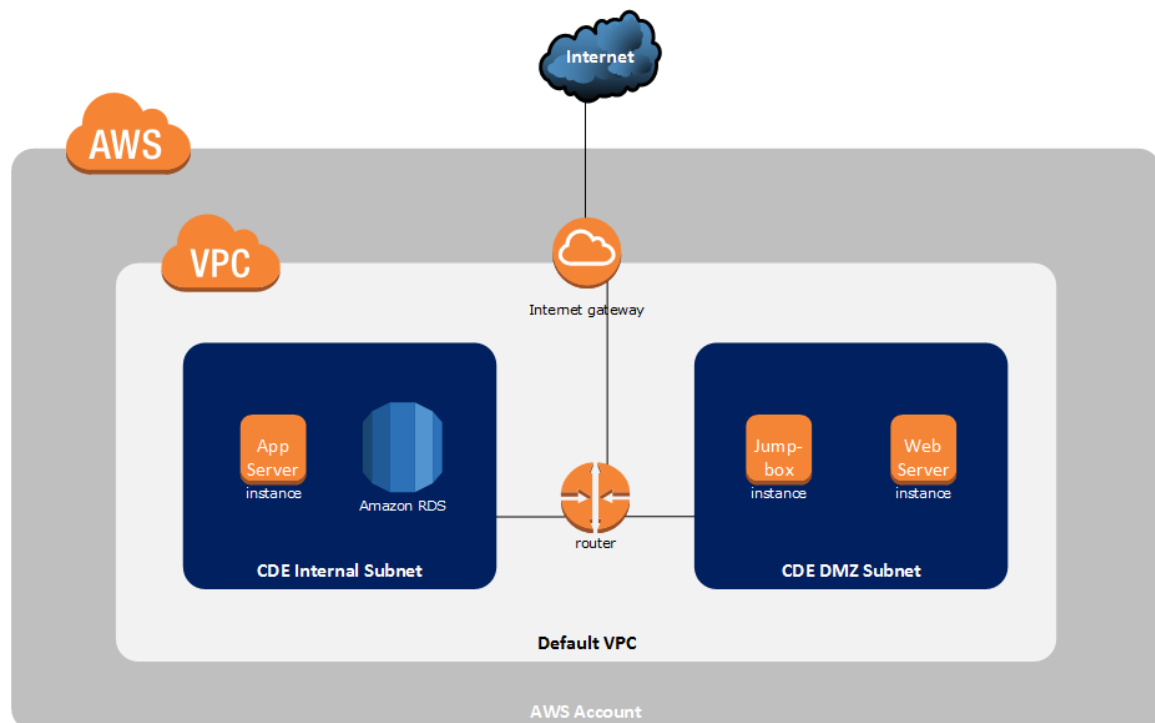 Internet
AWS
VPC
Internet gateway
App
Server
instance
Amazon RDS
CDE Internal Subnet
router
Jump-
box
instance
Web
Server
instance
CDE DMZ Subnet
Default VPC
AWS Account